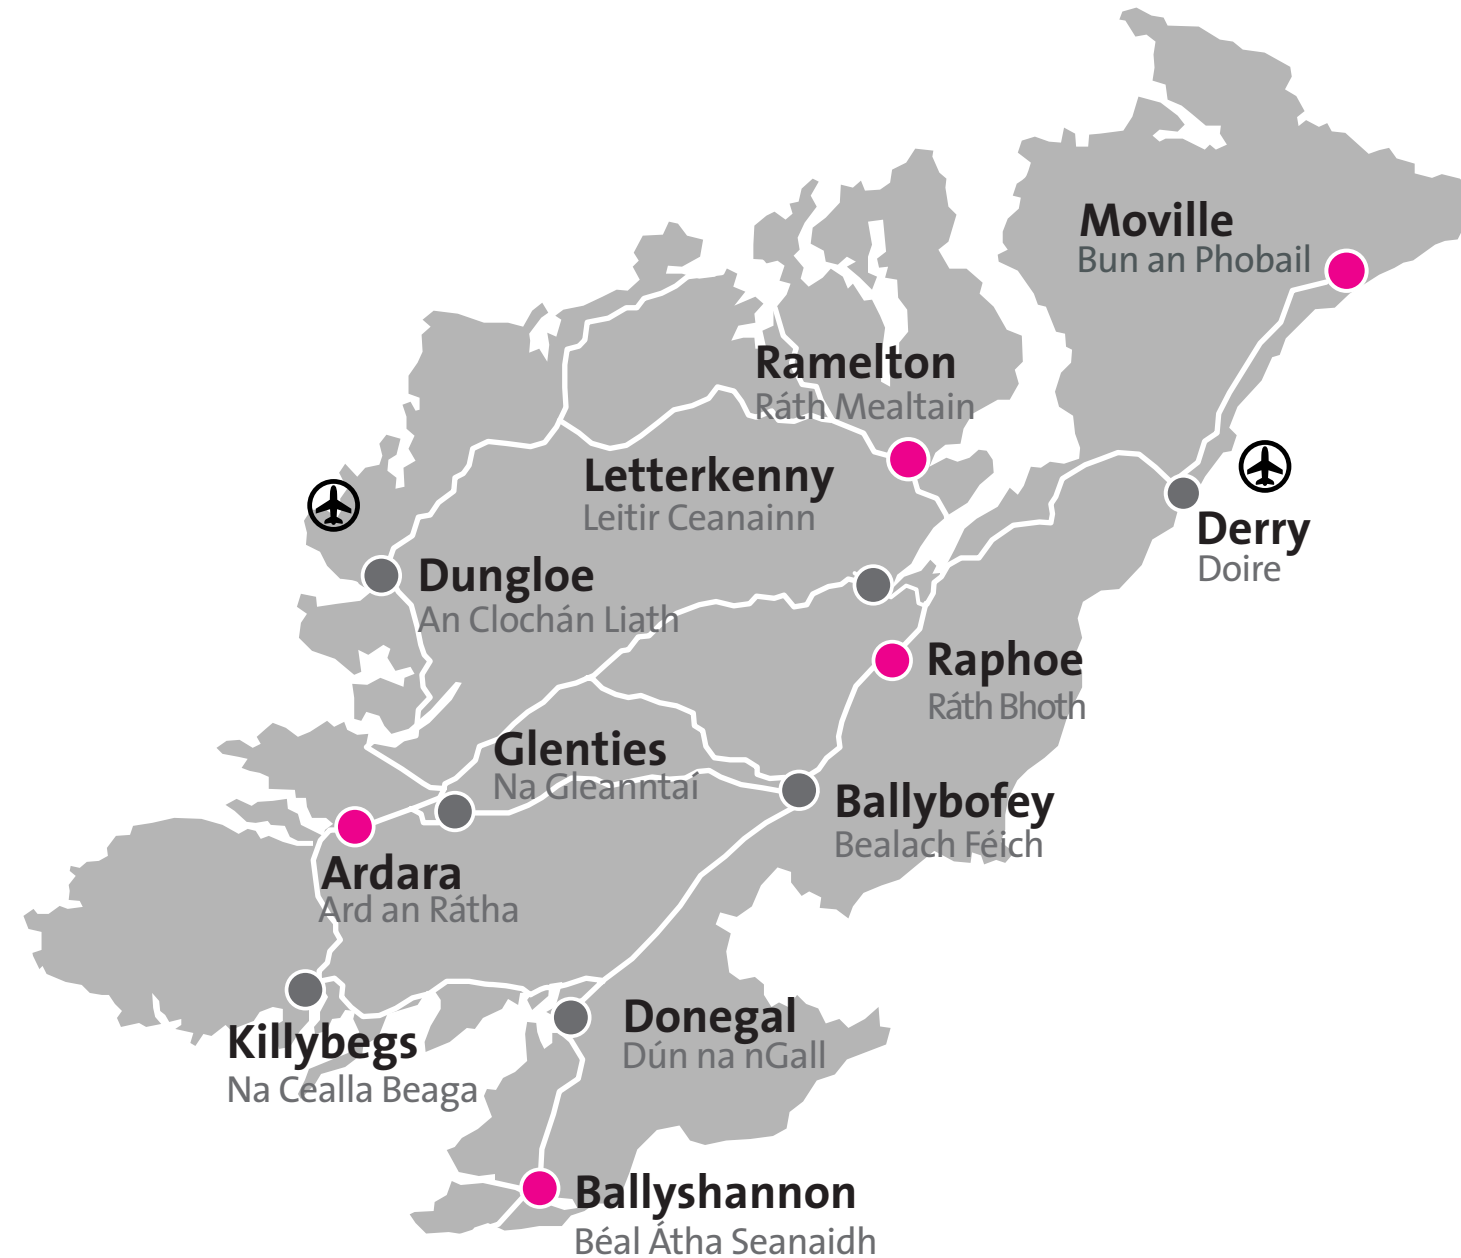 Moville
Bun an Phobail
Ramelton
Ráth Mealtain
Letterkenny
Leitir Ceanainn
Derry
Doire
Dungloe
An Clochán Liath
Raphoe
Ráth Bhoth
Glenties
Na Gleanntaí
Ballybofey
Bealach Féich
Ardara
Ard an Rátha
Donegal
Dún na nGall
Killybegs
Na Cealla Beaga
Ballyshannon
Béal Átha Seanaidh